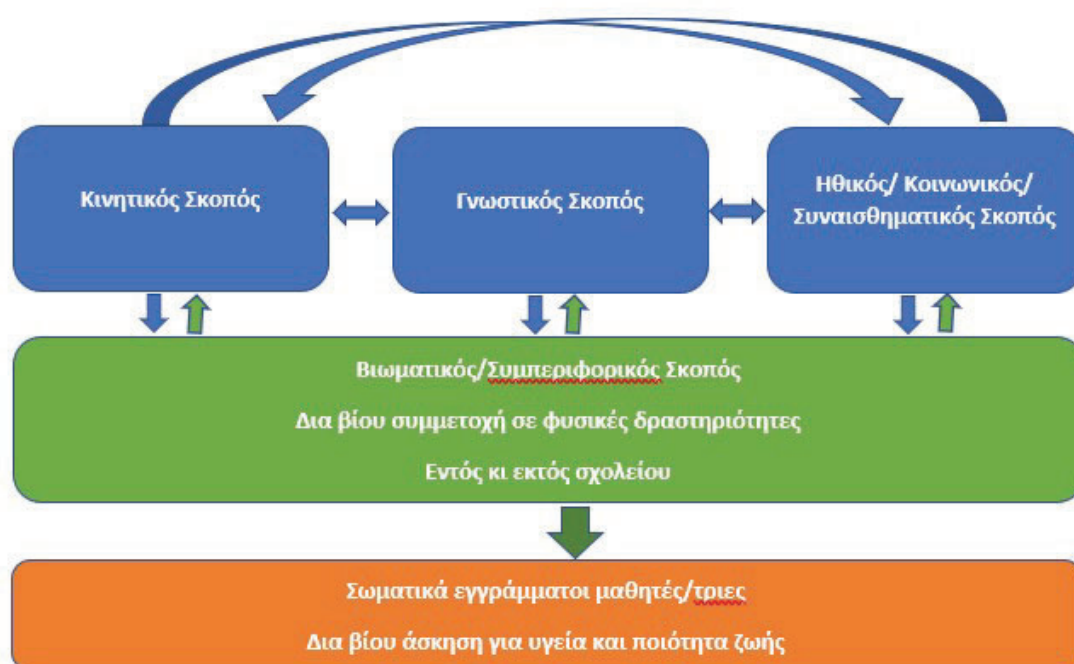 Κινητικός Σκοπός
Γνωστικός Σκοπός
Ηθικός/ Κοινωνικός/
Συναισθηματικός Σκοπός
Βιωματικός/Συμπεριφορικός Σκοπός
Δια βίου συμμετοχή σε φυσικές δραστηριότητες
Εντός κι εκτός σχολείου
Σωματικά εγγράμματοι μαθητές/τριες
Δια βίου άσκηση για υγεία και ποιότητα ζωής